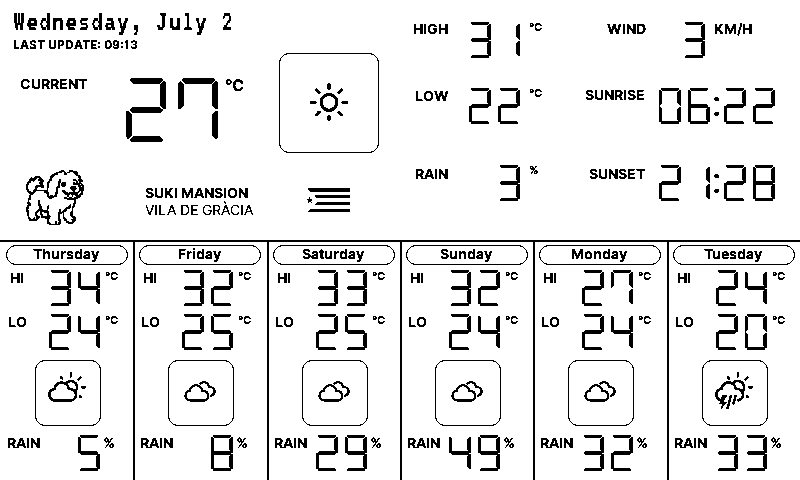 Wednesday, July 2
LAST UPDATE: 09:13
CURRENT 27 °C
HIGH 31 °C
WIND 3 KM/H
LOW 22 °C
SUNRISE 06:22
RAIN 3 %
SUNSET 21:28
SUKI MANSION
VILA DE GRÀCIA
Thursday
HI 34 °C
LO 24 °C
RAIN 5 %
Friday
HI 32 °C
LO 25 °C
RAIN 8 %
Saturday
HI 33 °C
LO 25 °C
RAIN 29 %
Sunday
HI 32 °C
LO 24 °C
RAIN 49 %
Monday
HI 27 °C
LO 24 °C
RAIN 32 %
Tuesday
HI 24 °C
LO 20 °C
RAIN 33 %